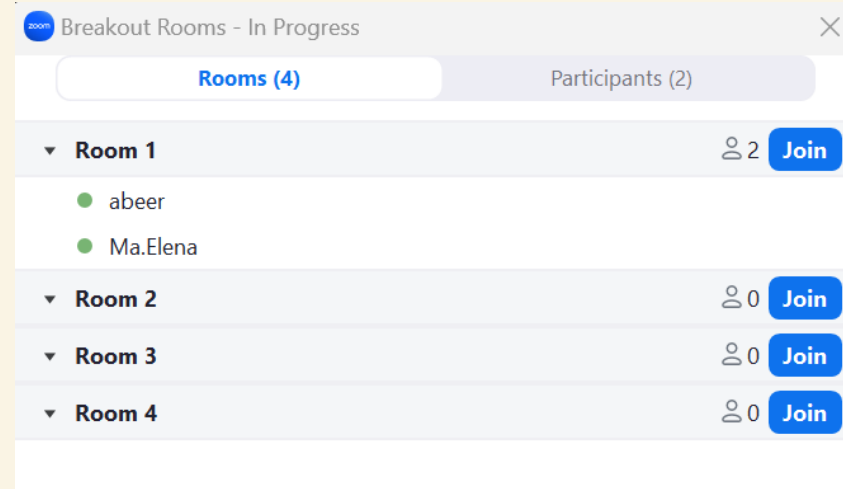 zoom Breakout Rooms - In Progress
Rooms (4) Participants (2)
Room 1 2 Join
abeer
Ma.Elena
Room 2 0 Join
Room 3 0 Join
Room 4 0 Join